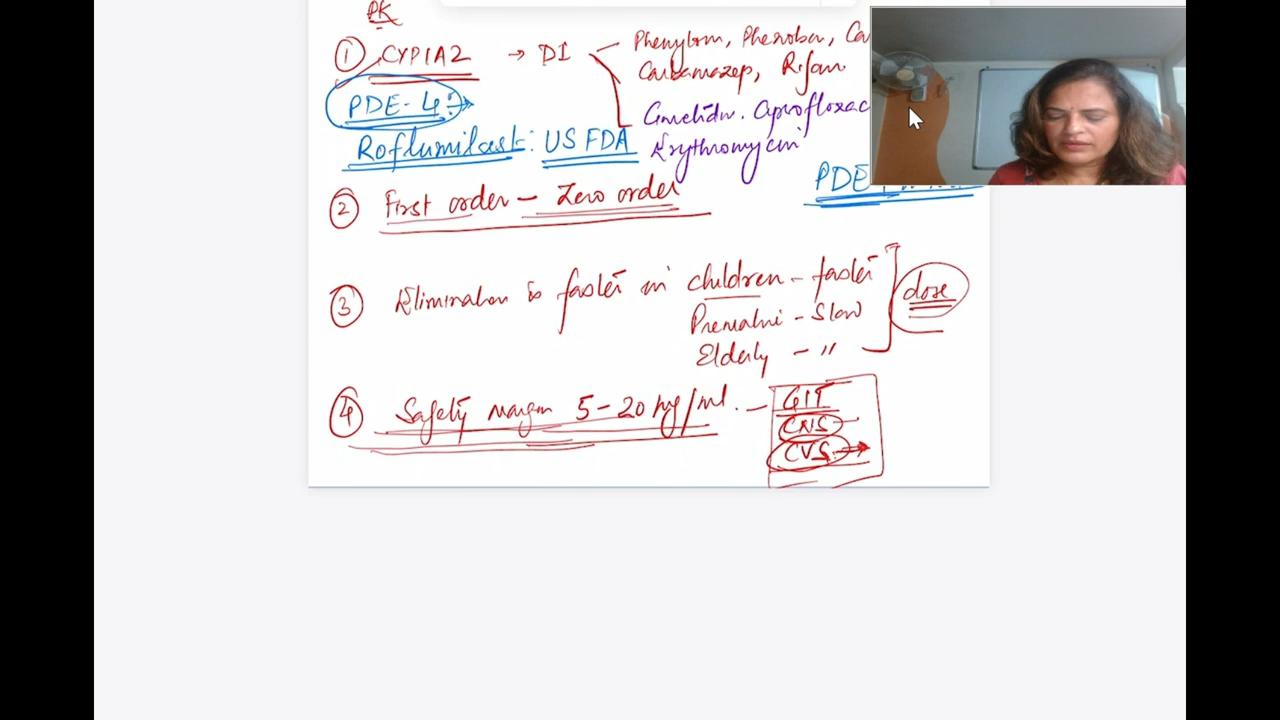 PK
① CYP1A2 → DI – Phenytoin, Phenobar, Ca
Carbamazep, Rifam
PDE-4
Cimetidin. Ciprofloxac
Erythromycin
Roflumilast: US FDA
PDE
② First order – Zero order
③ Elimination is faster in children – faster
Prematuri – Slow
Elderly – "
dose
④ Safety margin 5–20 mg/ml. – GIT
CNS
CVS →